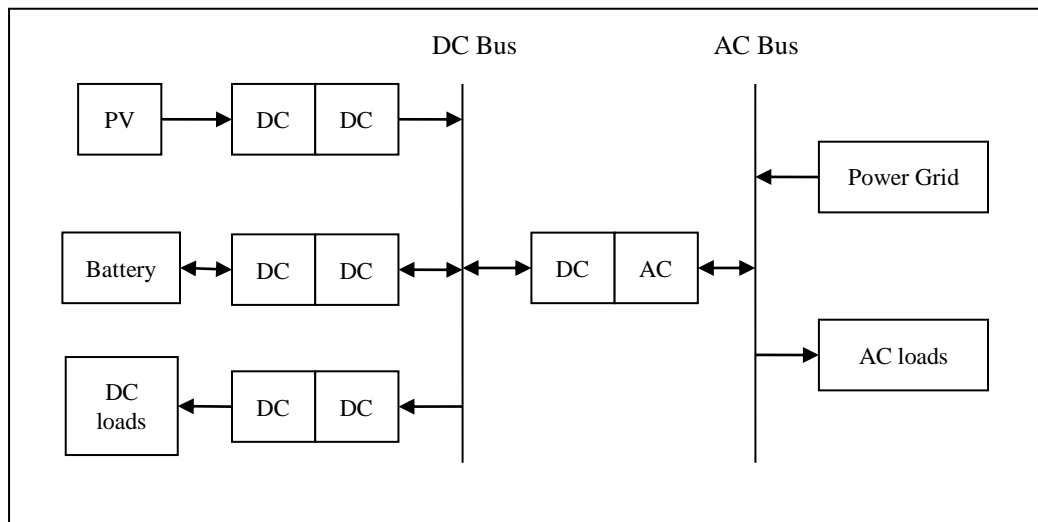 DC Bus
AC Bus
PV
DC
DC
Power Grid
Battery
DC
DC
DC
AC
DC
loads
DC
DC
AC loads